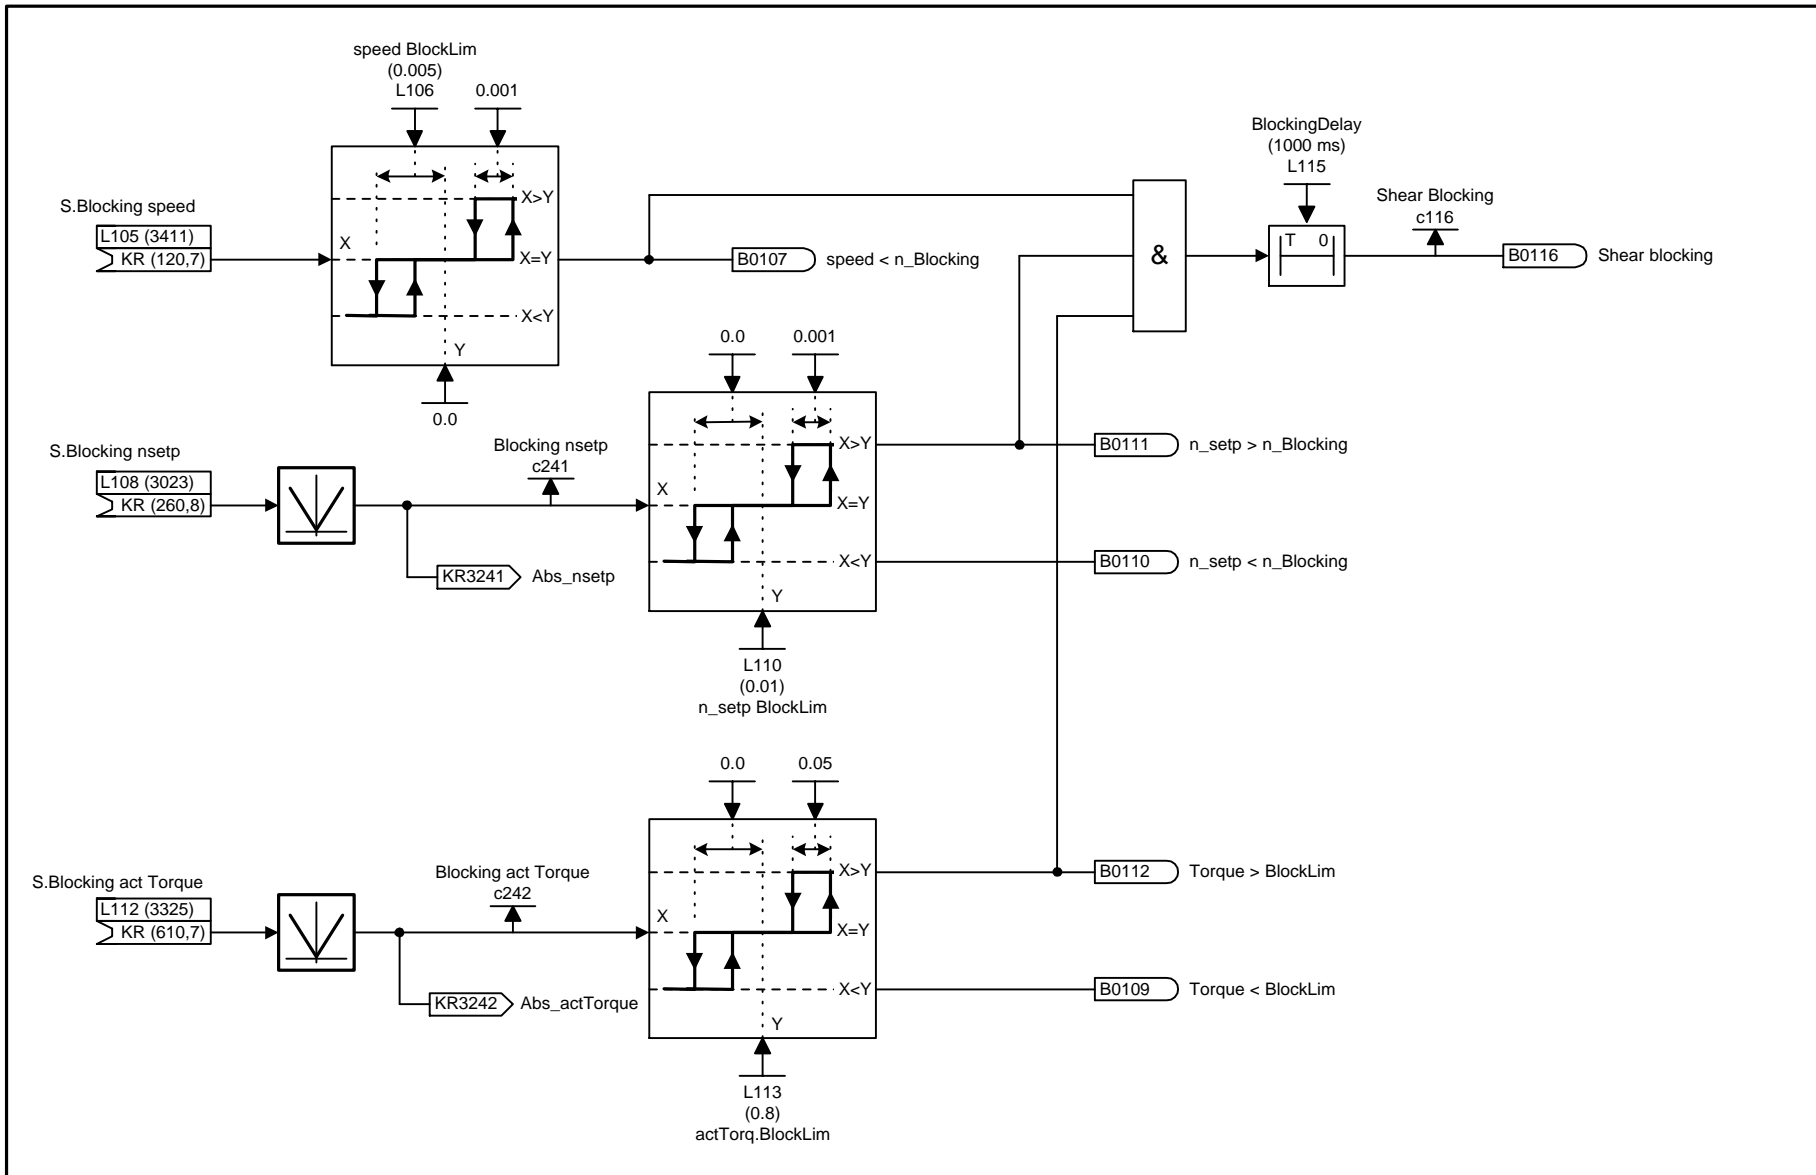 speed BlockLim
(0.005)
L106
0.001
S.Blocking speed
L105 (3411)
KR (120,7)
X
X>Y
X=Y
X<Y
Y
0.0
B0107
speed < n_Blocking
&
BlockingDelay
(1000 ms)
L115
T 0
Shear Blocking
c116
B0116
Shear blocking
S.Blocking nsetp
L108 (3023)
KR (260,8)
Blocking nsetp
c241
KR3241
Abs_nsetp
0.0
0.001
X
X>Y
X=Y
X<Y
Y
L110
(0.01)
n_setp BlockLim
B0111
n_setp > n_Blocking
B0110
n_setp < n_Blocking
S.Blocking act Torque
L112 (3325)
KR (610,7)
Blocking act Torque
c242
KR3242
Abs_actTorque
0.0
0.05
X
X>Y
X=Y
X<Y
Y
L113
(0.8)
actTorq.BlockLim
B0112
Torque > BlockLim
B0109
Torque < BlockLim